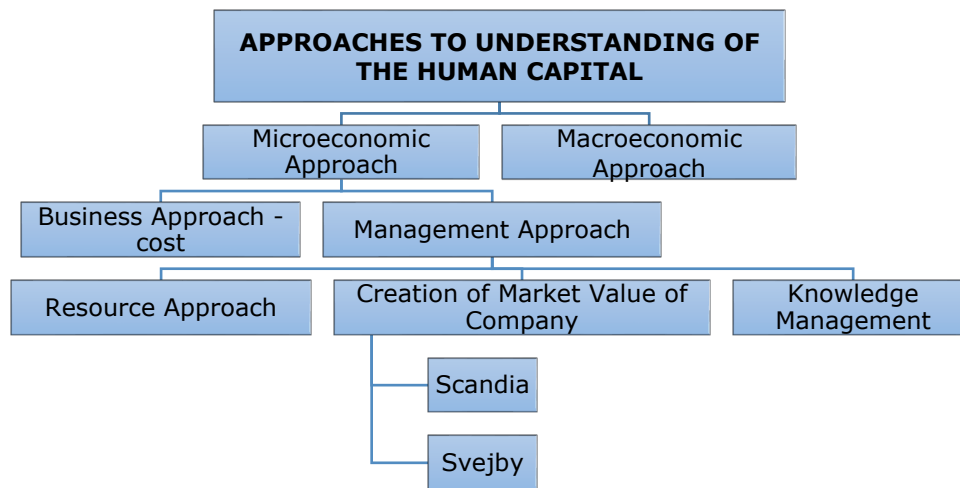 APPROACHES TO UNDERSTANDING OF
THE HUMAN CAPITAL
Microeconomic
Approach
Macroeconomic
Approach
Business Approach -
cost
Management Approach
Resource Approach
Creation of Market Value of
Company
Knowledge
Management
Scandia
Svejby